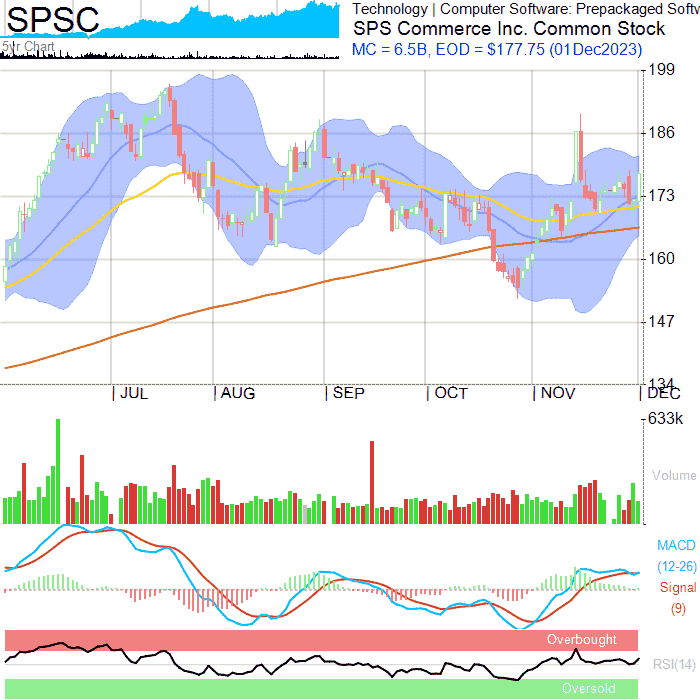 SPSC
Technology | Computer Software: Prepackaged Softw
SPS Commerce Inc. Common Stock
5yr Chart
MC = 6.5B, EOD = $177.75 (01Dec2023)
199
186
173
160
147
134
| JUL | AUG | SEP | OCT | NOV | DEC
633k
Volume
MACD
(12-26)
Signal
(9)
Overbought
RSI(14)
Oversold